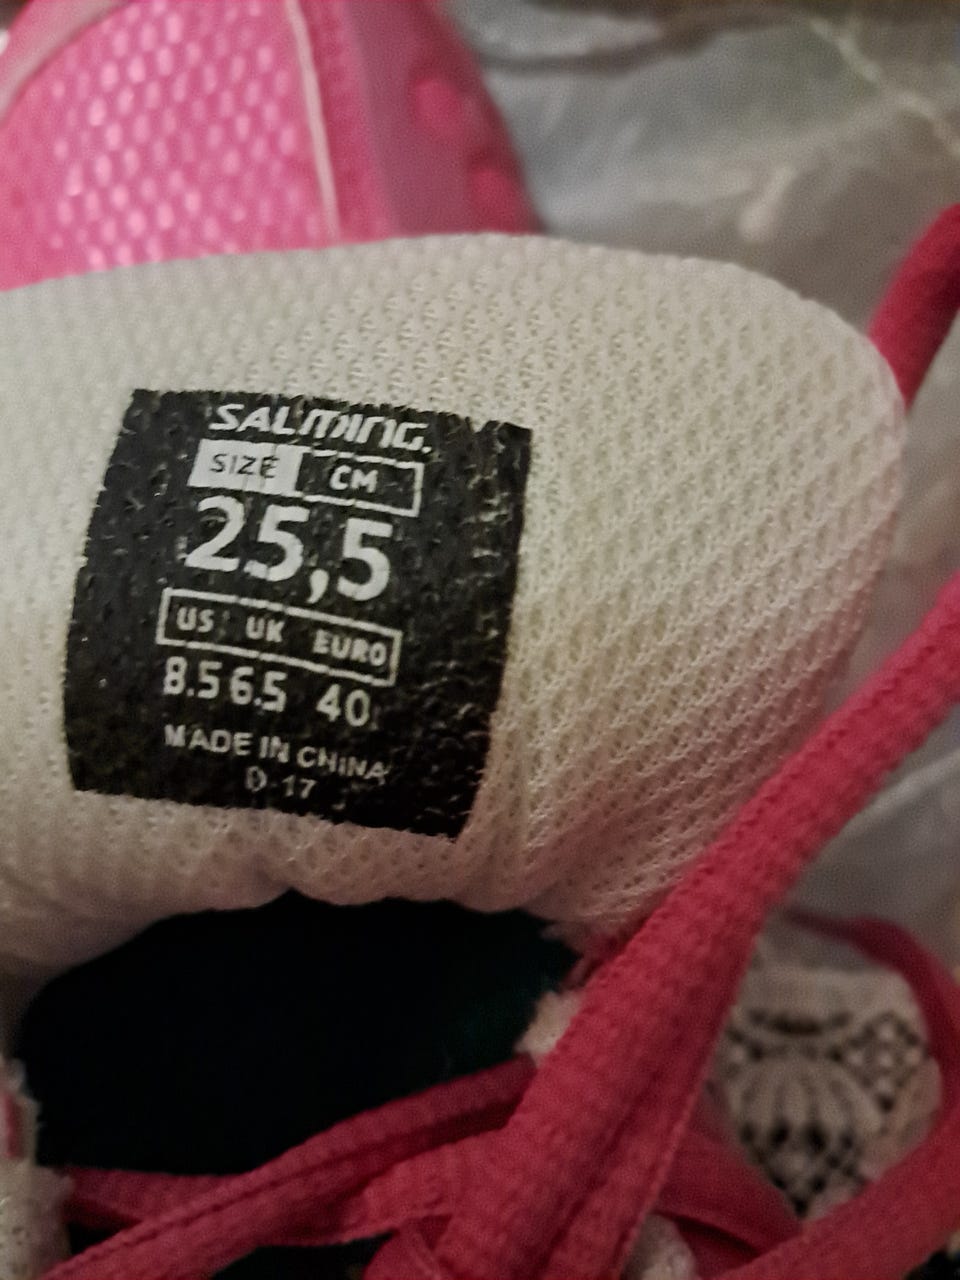 SALMING.
SIZE CM
25,5
US UK EURO
8.5 6.5 40
MADE IN CHINA
D-17